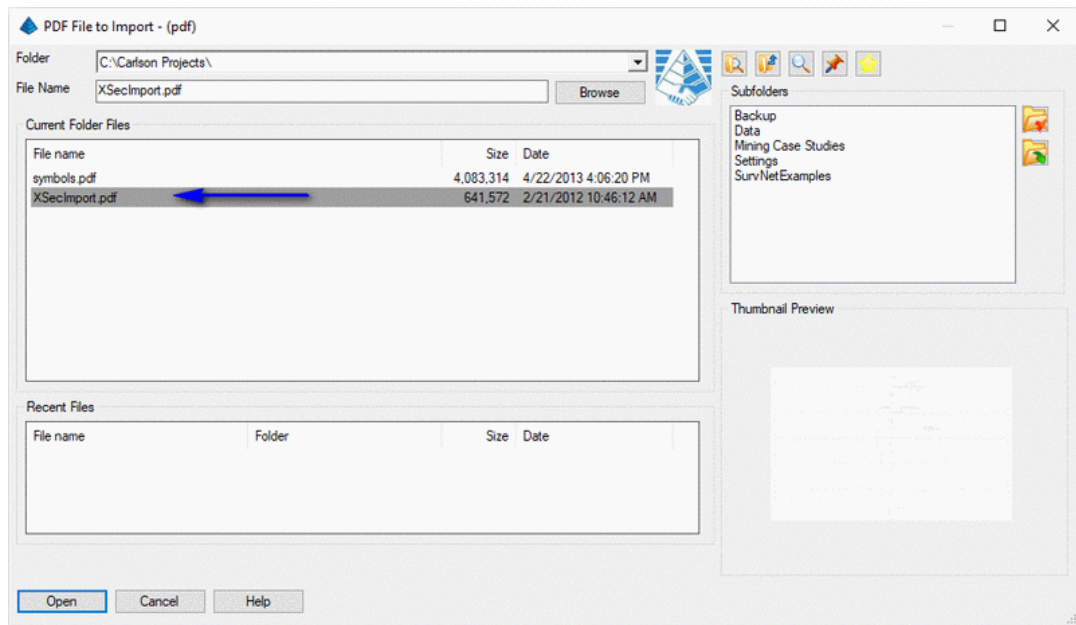 PDF File to Import - (pdf)
Folder
C:\Carlson Projects\
File Name
XSecImport.pdf
Browse
Current Folder Files
File name Size Date
symbols.pdf 4,083,314 4/22/2013 4:06:20 PM
XSecImport.pdf 641,572 2/21/2012 10:46:12 AM
Recent Files
File name Folder Size Date
Open Cancel Help
Subfolders
Backup
Data
Mining Case Studies
Settings
SurvNetExamples
Thumbnail Preview